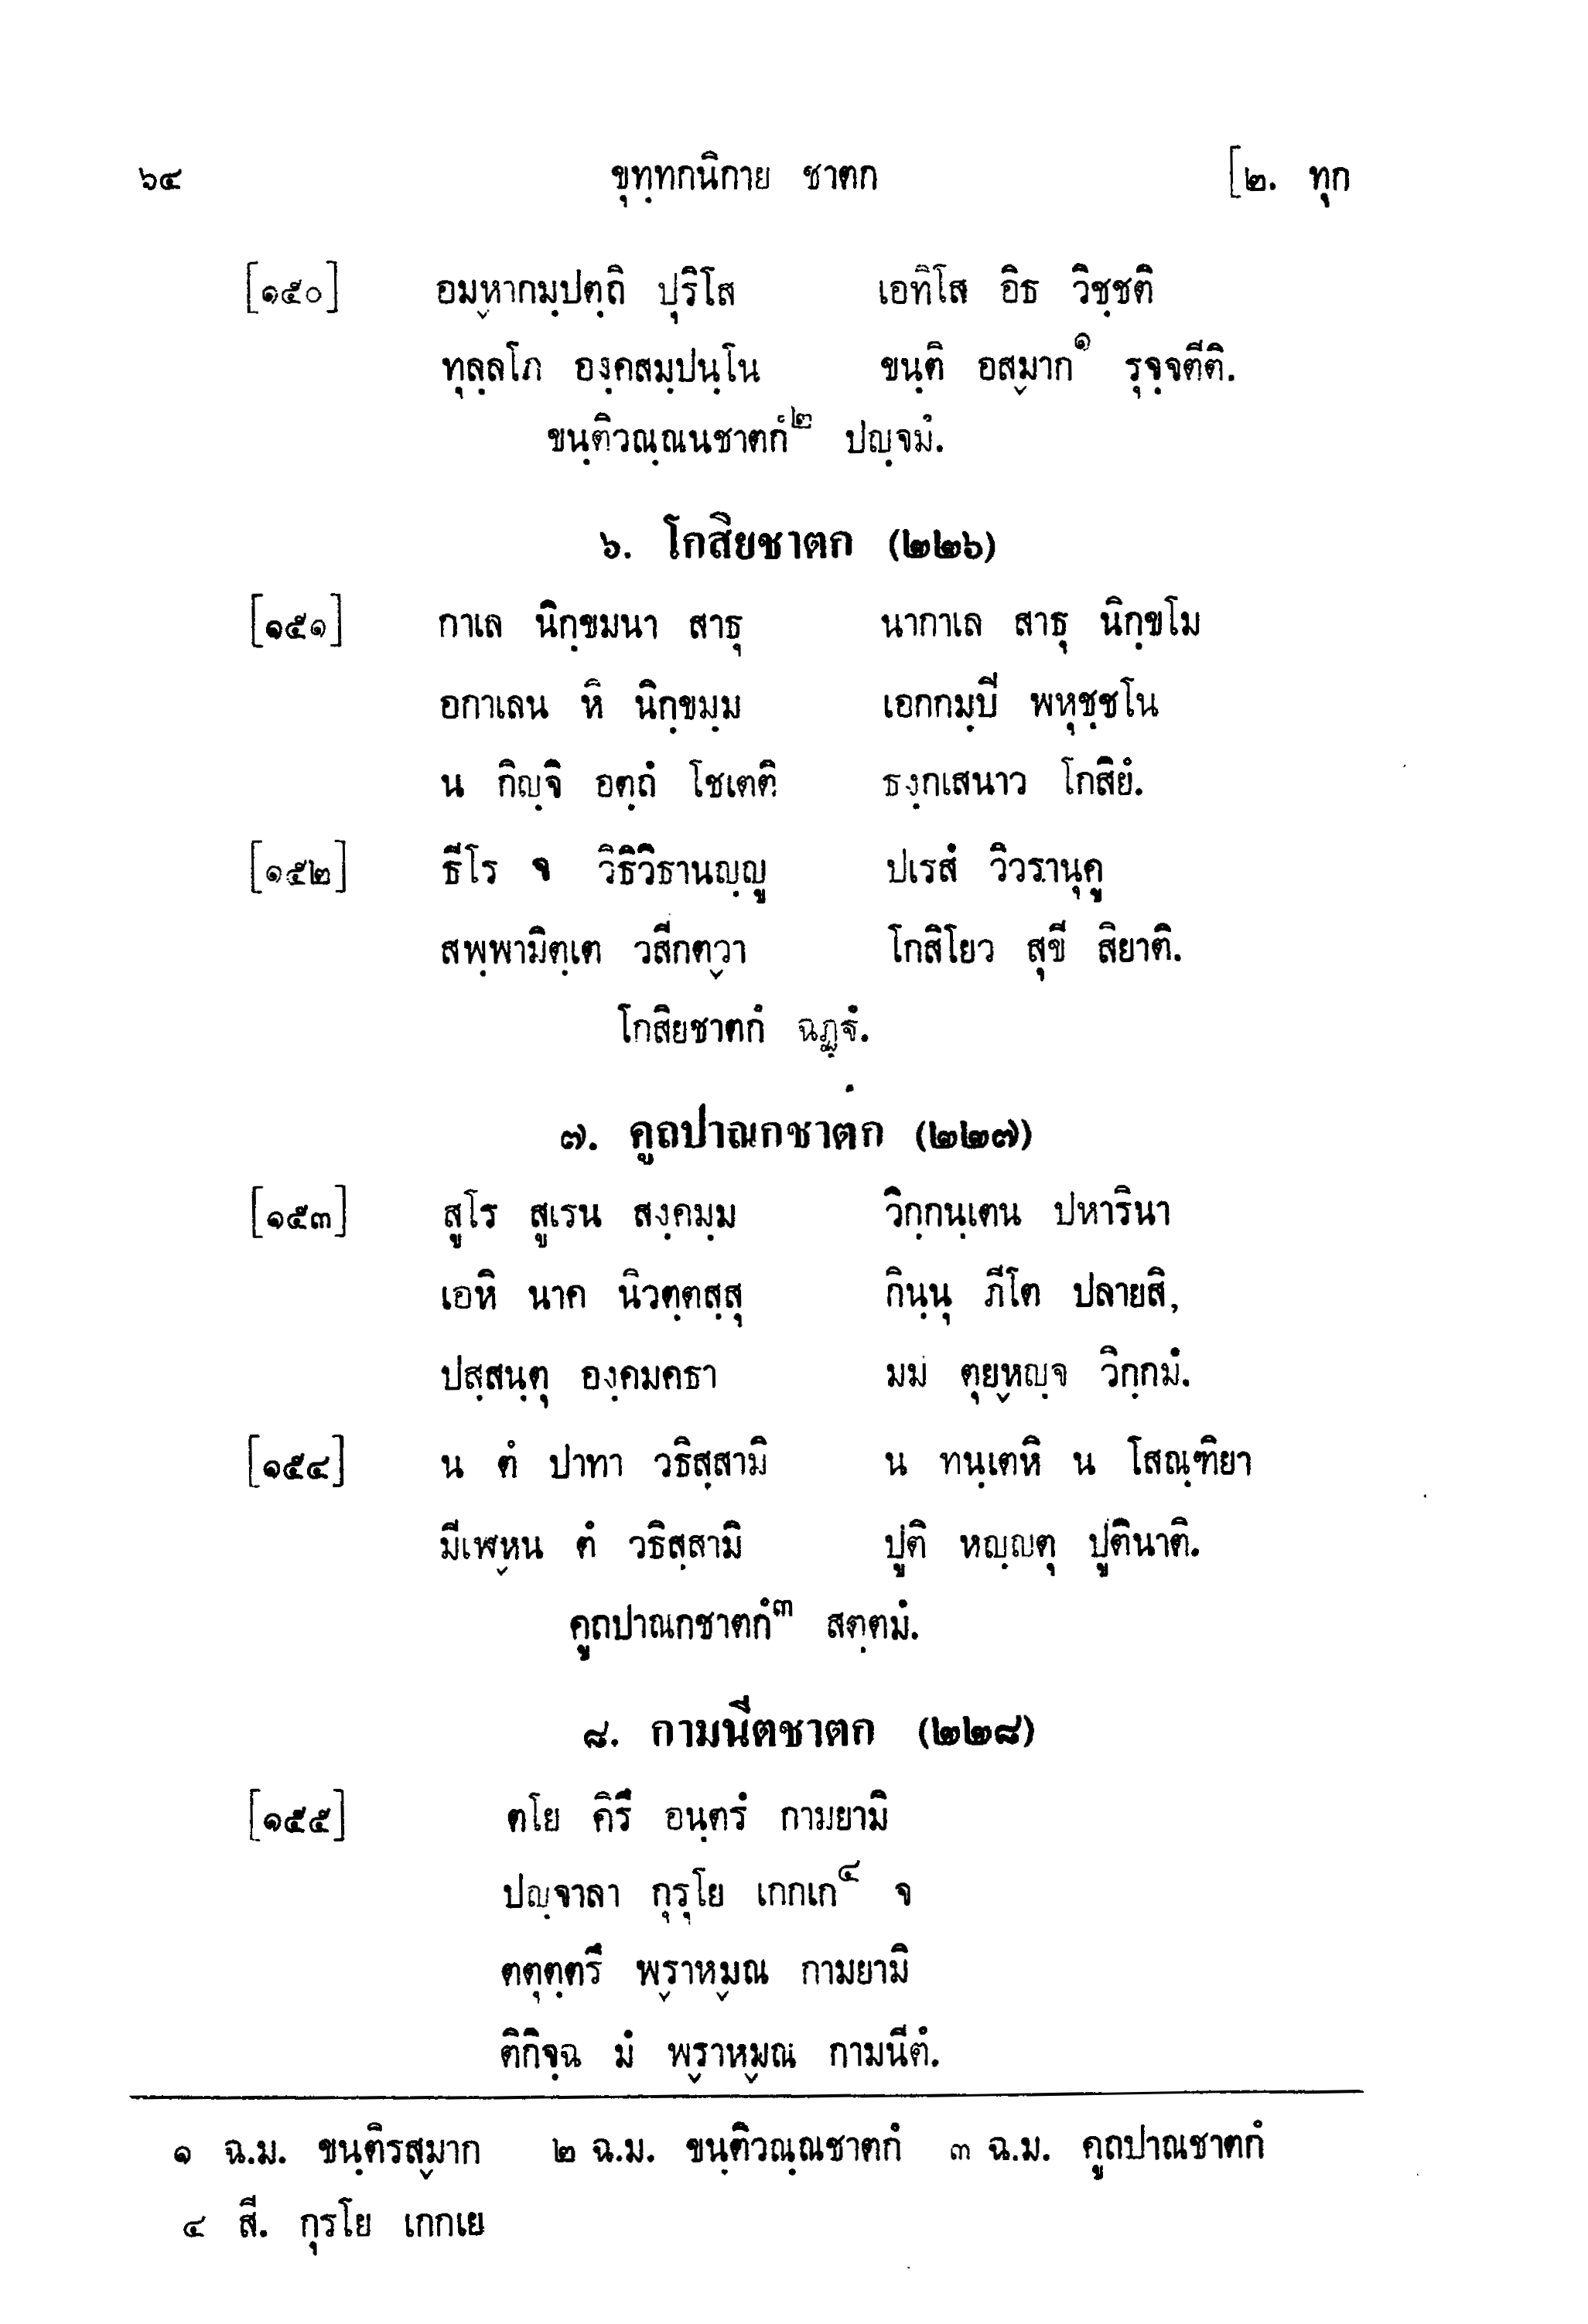 ๖๔ ขุทฺทกนิกาย ชาตก [๒. ทุก
[๑๕๐] อมฺหากมฺปตฺถิ ปุริโส เอทิโส อิธ วิชฺชติ
ทุลฺลโภ องฺคสมฺปนฺโน ขนฺติ อสฺมาก๑ รุจฺจตีติ.
ขนฺติวณฺณนชาตกํ๒ ปญฺจมํ.
๖. โกสิยชาตก (๒๒๖)
[๑๕๑] กาเล นิกฺขมนา สาธุ นากาเล สาธุ นิกฺขโม
อกาเลน หิ นิกฺขมฺม เอกกมฺปิ พหุชฺชโน
น กิญฺจิ อตฺถํ โชเตติ ธงฺกเสนาว โกสิยํ.
[๑๕๒] ธีโร จ วิธิวิธานญฺญู ปเรสํ วิวรานุคู
สพฺพามิตฺเต วสีกตฺวา โกสิโยว สุขี สิยาติ.
โกสิยชาตกํ ฉฏฺฐํ.
๗. คูถปาณกชาตก (๒๒๗)
[๑๕๓] สูโร สูเรน สงฺคมฺม วิกฺกนฺเตน ปหารินา
เอหิ นาค นิวตฺตสฺสุ กินฺนุ ภีโต ปลายสิ,
ปสฺสนฺตุ องฺคมคธา มม ตุยฺหญฺจ วิกฺกมํ.
[๑๕๔] น ตํ ปาทา วธิสฺสามิ น ทนฺเตหิ น โสณฺฑิยา
มีเฬฺหน ตํ วธิสฺสามิ ปูติ หญฺญตุ ปูตินาติ.
คูถปาณกชาตกํ๓ สตฺตมํ.
๘. กามนีตชาตก (๒๒๘)
[๑๕๕] ตโย คิรึ อนฺตรํ กามยามิ
ปญฺจาลา กุรุโย เกกเก๔ จ
ตตุตฺตรึ พฺราหฺมณ กามยามิ
ติกิจฺฉ มํ พฺราหฺมณ กามนีตํ.
๑ ฉ.ม. ขนฺติรสฺมาก ๒ ฉ.ม. ขนฺติวณฺณชาตกํ ๓ ฉ.ม. คูถปาณชาตกํ
๔ สี. กุรโย เกกเย